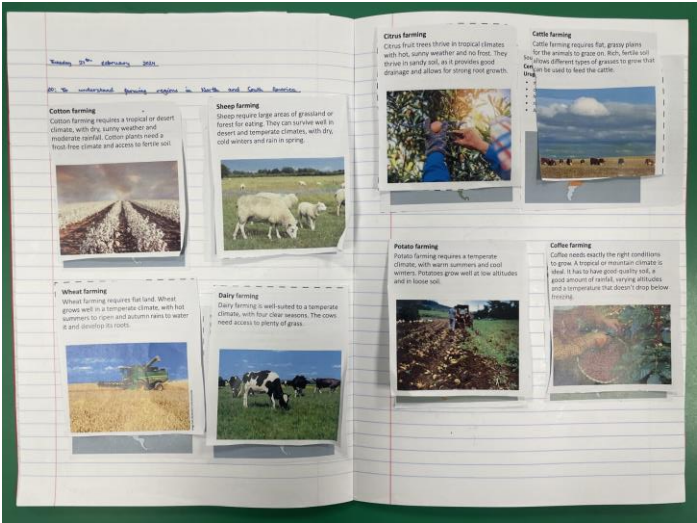 February 2024
LO: To understand farming regions in North and South America
Cotton farming
Cotton farming requires a tropical or desert
climate, with dry, sunny weather and
moderate rainfall. Cotton plants need a
frost-free climate and access to fertile soil.
Sheep farming
Sheep require large areas of grassland or
forest for eating. They can survive well in
desert and temperate climates, with dry,
cold winters and rain in spring.
Wheat farming
Wheat farming requires flat land. Wheat
grows well in a temperate climate, with hot
summers to ripen and autumn rains to water
it and develop its roots.
Dairy farming
Dairy farming is well-suited to a temperate
climate, with four clear seasons. The cows
need access to plenty of grass.
Citrus farming
Citrus fruit trees thrive in tropical climates
with hot, sunny weather and no frost. They
thrive in sandy soil, as it provides good
drainage and allows for strong root growth.
Cattle farming
Cattle farming requires flat, grassy plains
for the animals to graze on. Rich, fertile soil
allows different types of grasses to grow that
can be used to feed the cattle.
Potato farming
Potato farming requires a temperate
climate, with warm summers and cool
winters. Potatoes grow well at low altitudes
and in loose soil.
Coffee farming
Coffee needs exactly the right conditions
to grow. A tropical or mountain climate is
ideal. It has to have good quality soil, a
good amount of rainfall, varying altitudes
and a temperature that doesn't drop below
freezing.